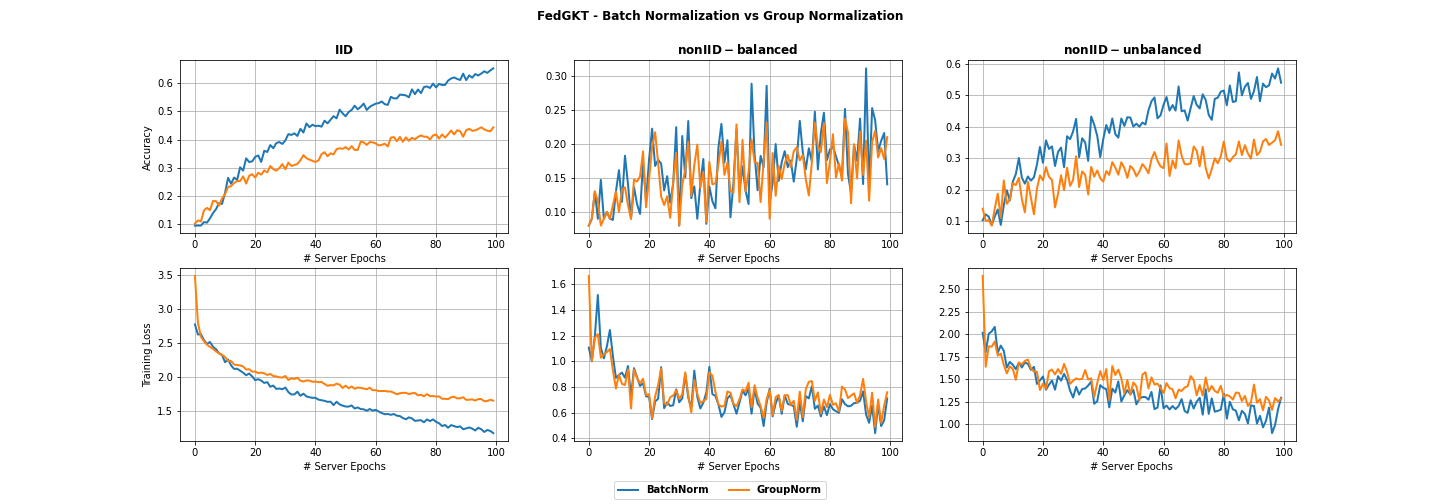 FedGKT - Batch Normalization vs Group Normalization
IID
nonIID − balanced
nonIID − unbalanced
Accuracy
0.6
0.5
0.4
0.3
0.2
0.1
0 20 40 60 80 100
# Server Epochs
0.30
0.25
0.20
0.15
0.10
0 20 40 60 80 100
# Server Epochs
0.6
0.5
0.4
0.3
0.2
0.1
0 20 40 60 80 100
# Server Epochs
Training Loss
3.5
3.0
2.5
2.0
1.5
0 20 40 60 80 100
# Server Epochs
1.6
1.4
1.2
1.0
0.8
0.6
0.4
0 20 40 60 80 100
# Server Epochs
2.50
2.25
2.00
1.75
1.50
1.25
1.00
0 20 40 60 80 100
# Server Epochs
BatchNorm GroupNorm